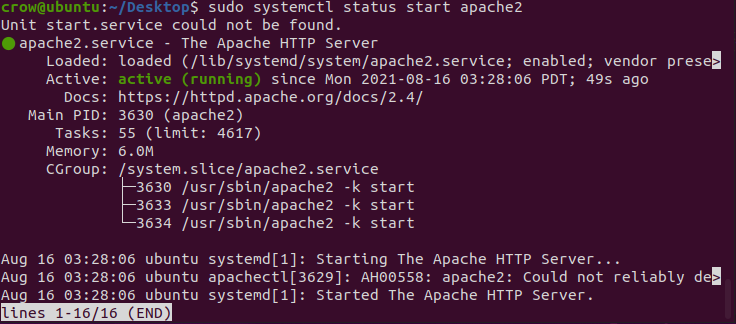 crow@ubuntu:~/Desktop$ sudo systemctl status start apache2
Unit start.service could not be found.
● apache2.service - The Apache HTTP Server
     Loaded: loaded (/lib/systemd/system/apache2.service; enabled; vendor prese>
     Active: active (running) since Mon 2021-08-16 03:28:06 PDT; 49s ago
       Docs: https://httpd.apache.org/docs/2.4/
   Main PID: 3630 (apache2)
      Tasks: 55 (limit: 4617)
     Memory: 6.0M
     CGroup: /system.slice/apache2.service
             ├─3630 /usr/sbin/apache2 -k start
             ├─3633 /usr/sbin/apache2 -k start
             └─3634 /usr/sbin/apache2 -k start
Aug 16 03:28:06 ubuntu systemd[1]: Starting The Apache HTTP Server...
Aug 16 03:28:06 ubuntu apachectl[3629]: AH00558: apache2: Could not reliably de>
Aug 16 03:28:06 ubuntu systemd[1]: Started The Apache HTTP Server.
lines 1-16/16 (END)